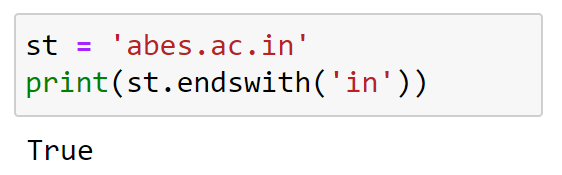 st = 'abes.ac.in'
print(st.endswith('in'))
True